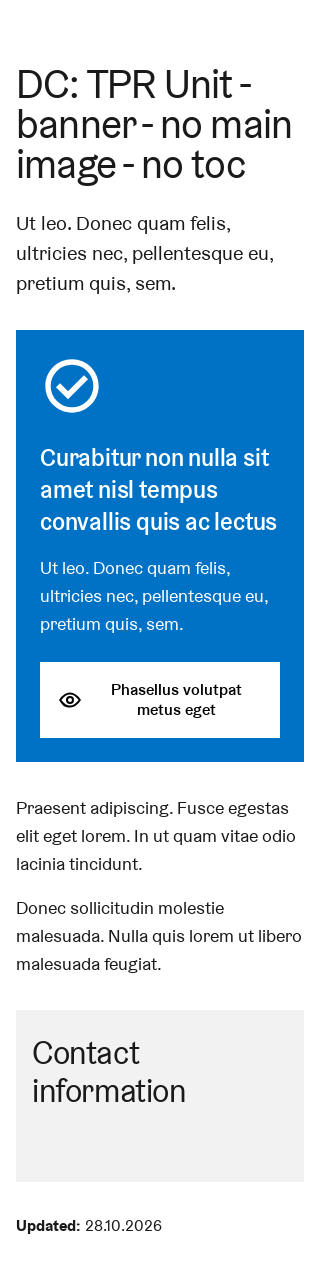 DC: TPR Unit -
banner - no main
image - no toc
Ut leo. Donec quam felis,
ultricies nec, pellentesque eu,
pretium quis, sem.
Curabitur non nulla sit
amet nisl tempus
convallis quis ac lectus
Ut leo. Donec quam felis,
ultricies nec, pellentesque eu,
pretium quis, sem.
Phasellus volutpat
metus eget
Praesent adipiscing. Fusce egestas
elit eget lorem. In ut quam vitae odio
lacinia tincidunt.
Donec sollicitudin molestie
malesuada. Nulla quis lorem ut libero
malesuada feugiat.
Contact
information
Updated: 28.10.2026